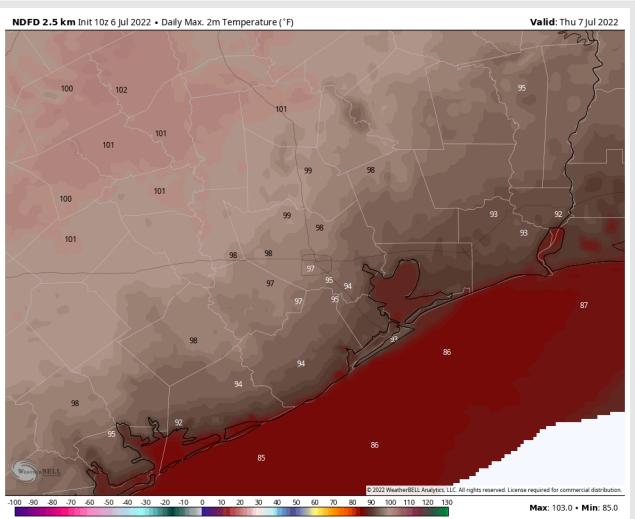 NDFD 2.5 km Init 10z 6 Jul 2022 • Daily Max. 2m Temperature (°F) Valid: Thu 7 Jul 2022
95
100 102
101
101
101
99 98
101
100
99 93 92
98 93
101
98 98
97
97 95 94
97 95 87
98 93
86
94
94
98
92
95
86
85
WeatherBELL
© 2022 WeatherBELL Analytics, LLC. All rights reserved. License required for commercial distribution.
-100 -90 -80 -70 -60 -50 -40 -30 -20 -10 0 10 20 30 40 50 60 70 80 90 100 110 120 130
Max: 103.0 • Min: 85.0